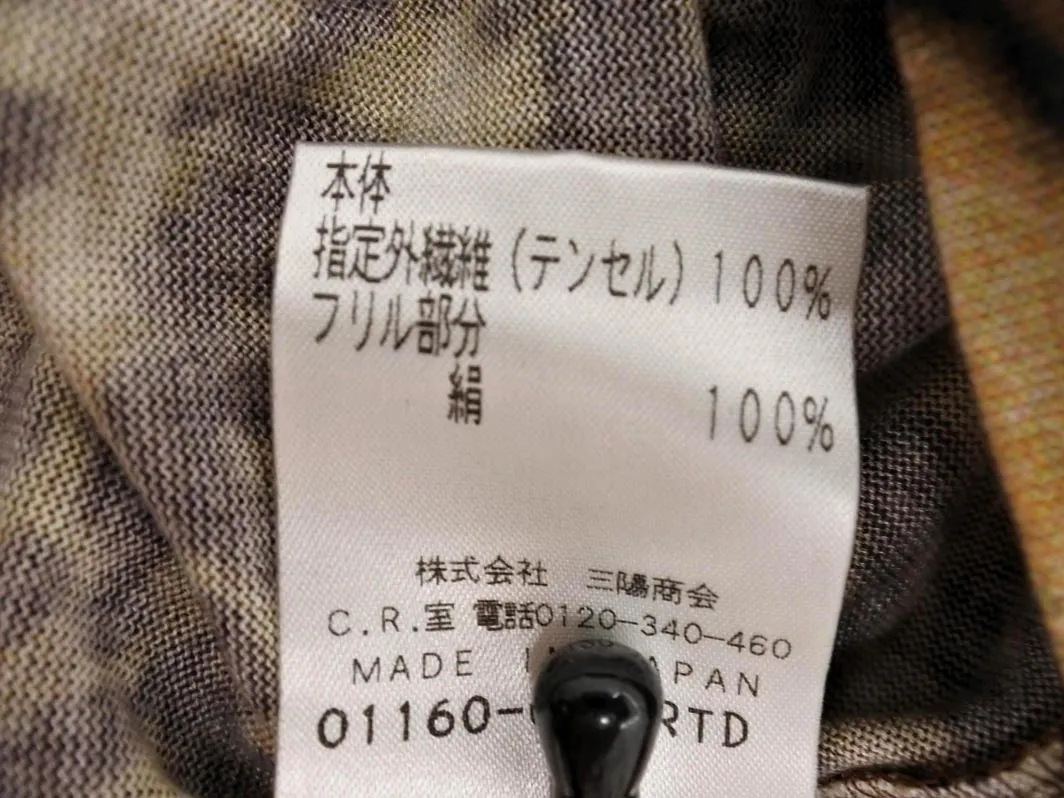 本体
指定外繊維（テンセル）100%
フリル部分
絹 100%
株式会社 三陽商会
C.R.室 電話0120-340-460
MADE
01160-